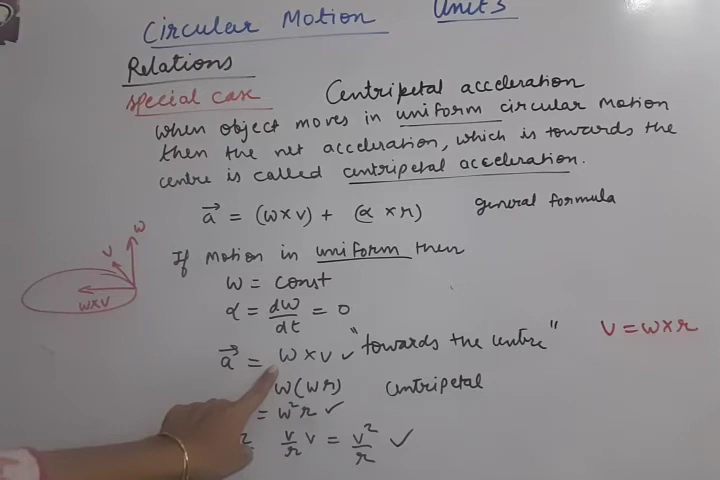 Circular Motion Unit 3
Relations
special case Centripetal acceleration
when object moves in uniform circular motion
then the net acceleration, which is towards the
centre is called centripetal acceleration.
a⃗ = (ω×v) + (α×r) general formula
If Motion in uniform then
ω = const
α = dω/dt = 0
a⃗ = ω×v ✓ "towards the centre"
v = ω×r
ω(ωr) centripetal
= ω²r ✓
v/r v = v²/r ✓
ω
v
ω×v